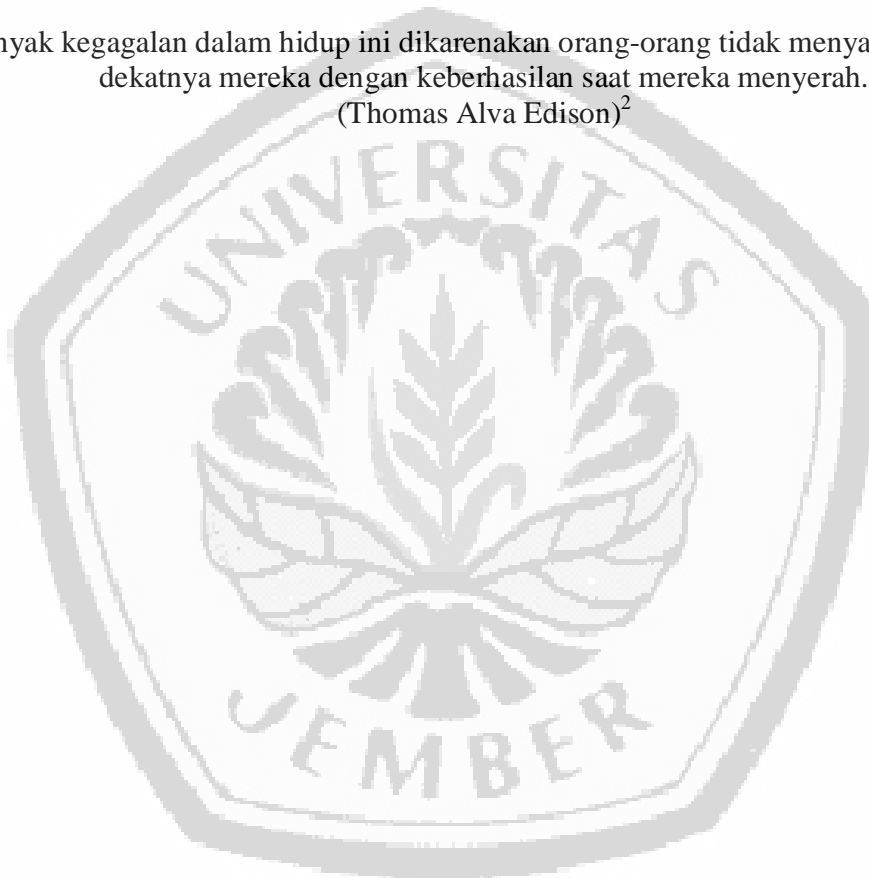 nyak kegagalan dalam hidup ini dikarenakan orang-orang tidak menya
dekatnya mereka dengan keberhasilan saat mereka menyerah.
(Thomas Alva Edison)2
UNIVERSITAS
JEMBER